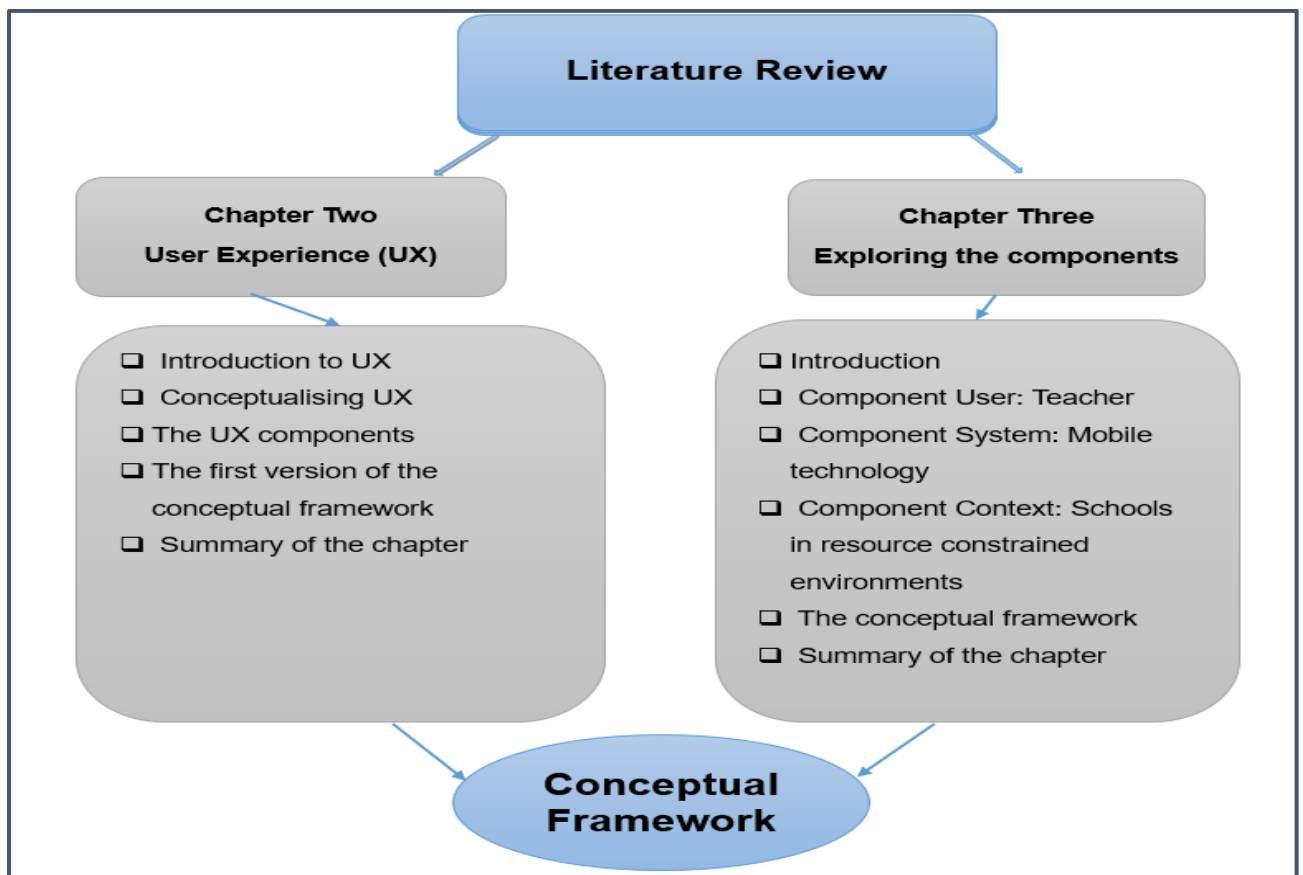 Literature Review
Chapter Two
User Experience (UX)
❑ Introduction to UX
❑ Conceptualising UX
❑ The UX components
❑ The first version of the
conceptual framework
❑ Summary of the chapter
Chapter Three
Exploring the components
❑ Introduction
❑ Component User: Teacher
❑ Component System: Mobile
technology
❑ Component Context: Schools
in resource constrained
environments
❑ The conceptual framework
❑ Summary of the chapter
Conceptual
Framework